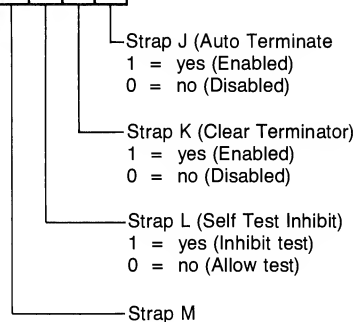 Strap J (Auto Terminate
1 = yes (Enabled)
0 = no (Disabled)
Strap K (Clear Terminator)
1 = yes (Enabled)
0 = no (Disabled)
Strap L (Self Test Inhibit)
1 = yes (Inhibit test)
0 = no (Allow test)
Strap M